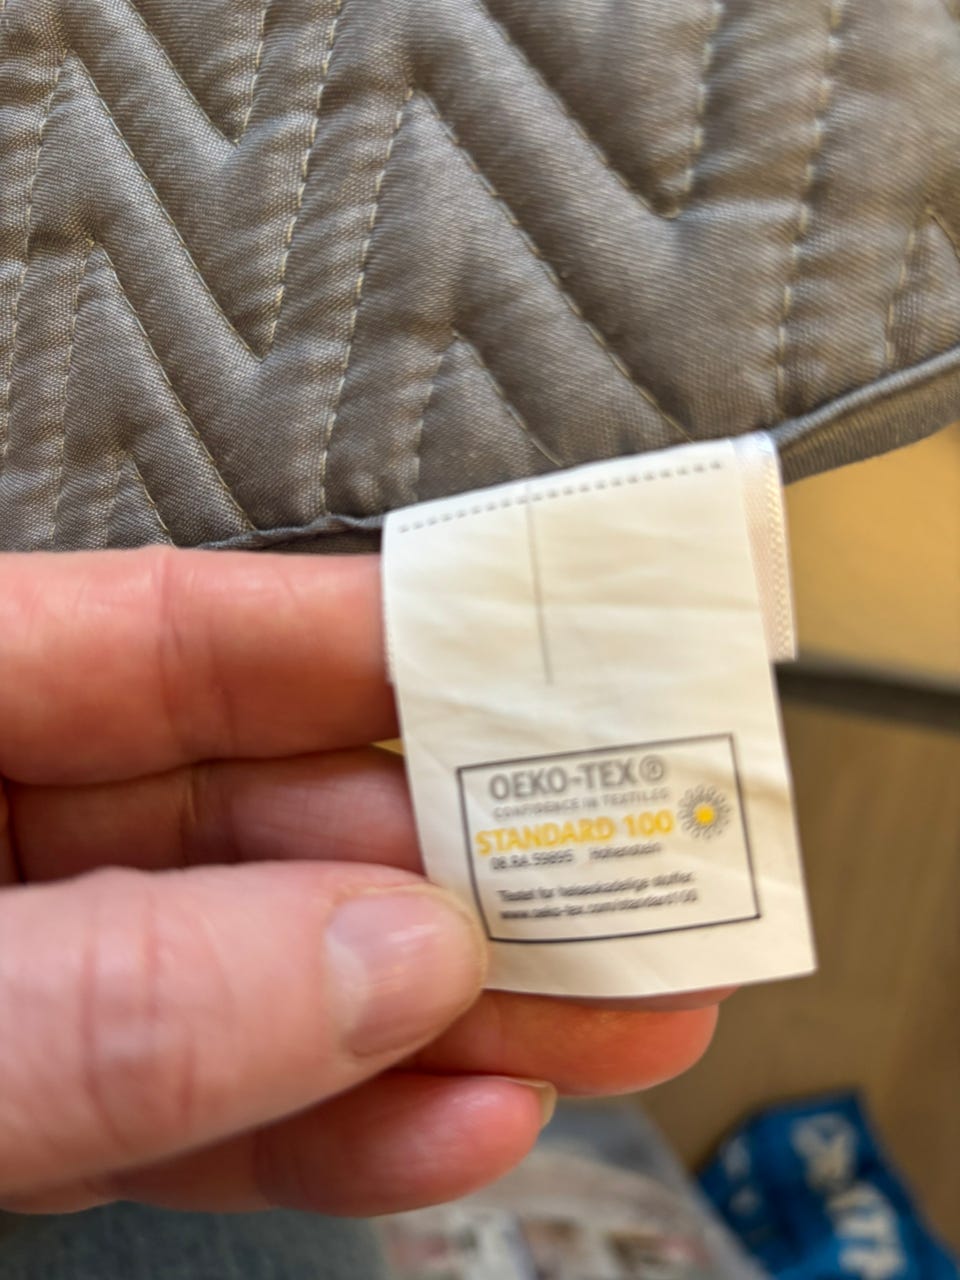 OEKO-TEX®
CONFIDENCE IN TEXTILES
STANDARD 100
Hohenstein
Testet for helseskadelige stoffer.
www.oeko-tex.com/standard100